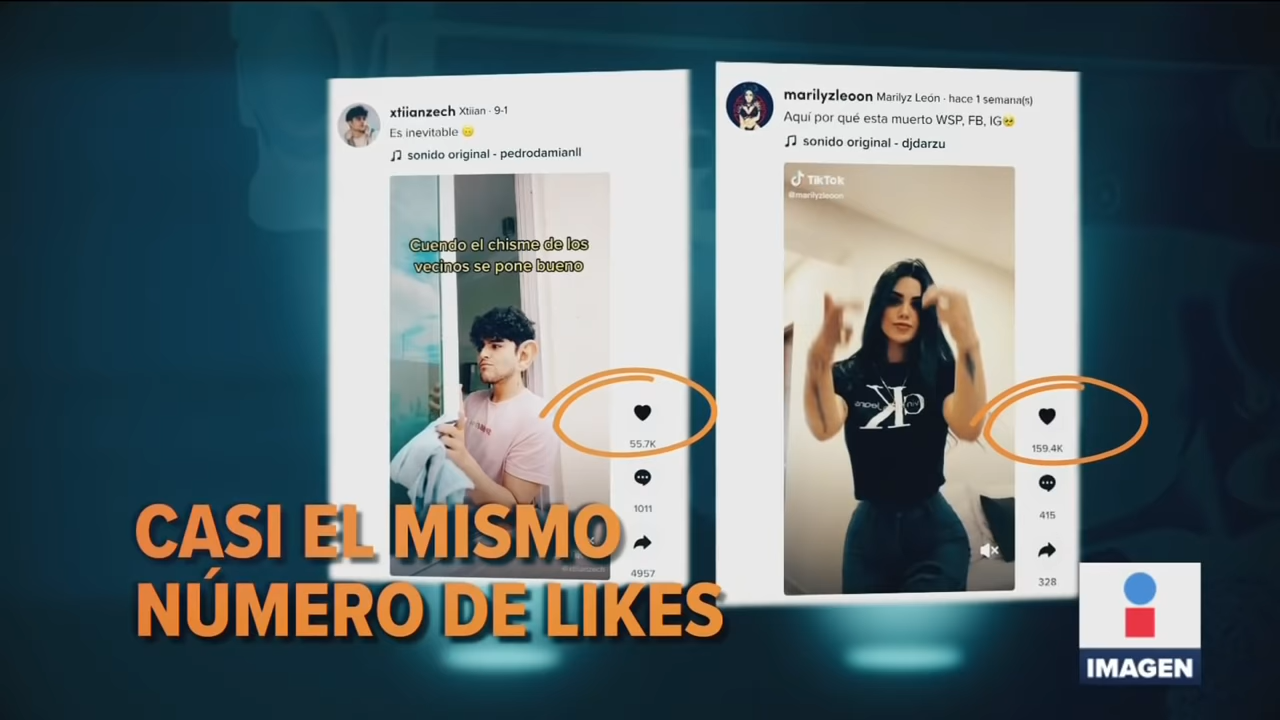 xtiianzech Xtiian · 9-1
Es inevitable
sonido original - pedrodamianll
Cuendo el chisme de los
vecinos se pone bueno
55.7K
1011
4957
marilyzleoon Marilyz León · hace 1 semana(s)
Aquí por qué esta muerto WSP, FB, IG
sonido original - djdarzu
TikTok
@marilyzleoon
CK
159.4K
415
328
CASI EL MISMO
NÚMERO DE LIKES
IMAGEN